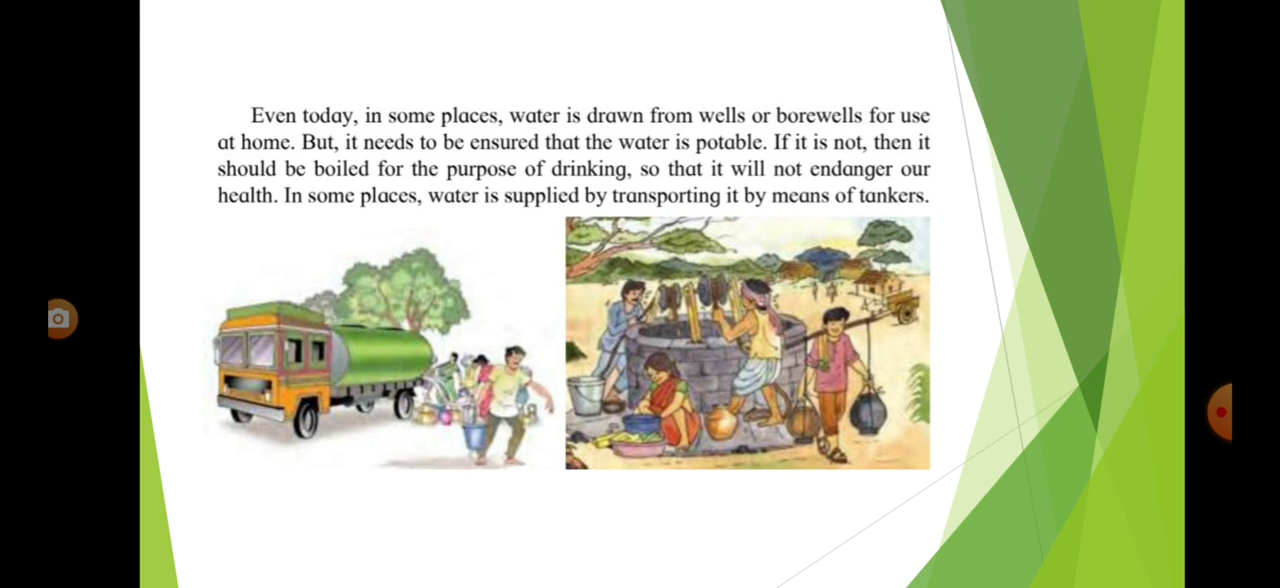 Even today, in some places, water is drawn from wells or borewells for use
at home. But, it needs to be ensured that the water is potable. If it is not, then it
should be boiled for the purpose of drinking, so that it will not endanger our
health. In some places, water is supplied by transporting it by means of tankers.